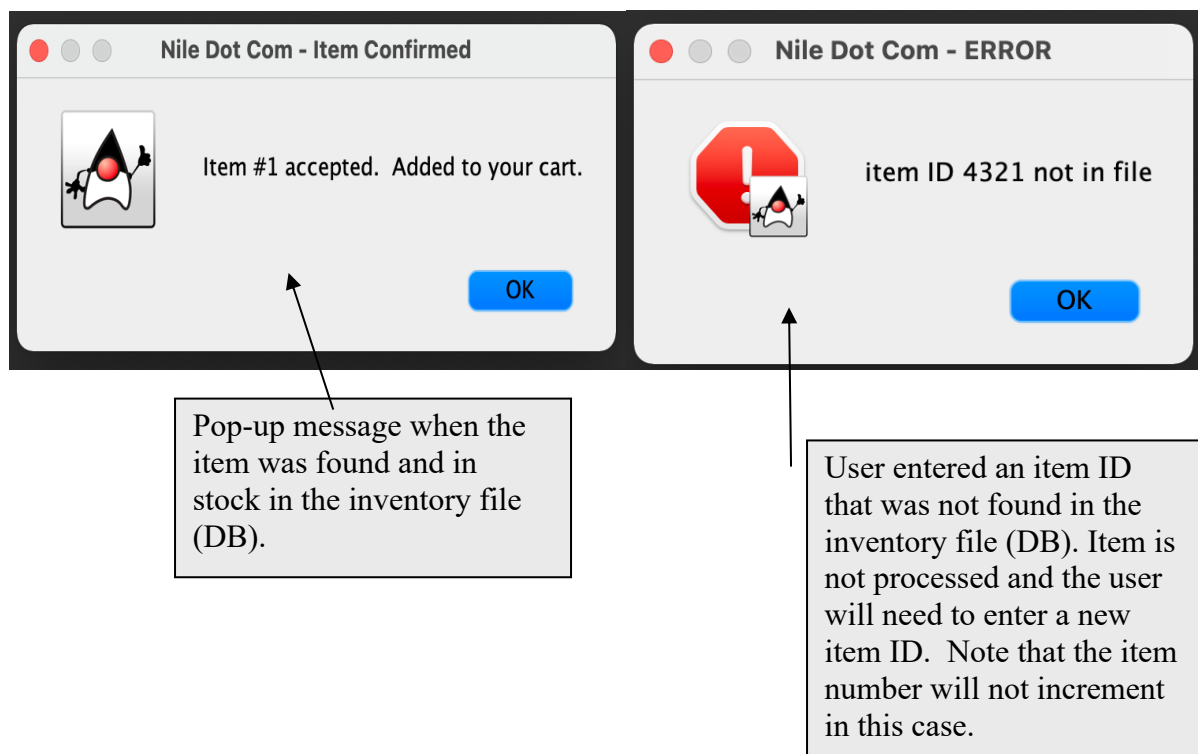 Nile Dot Com - Item Confirmed
Item #1 accepted.  Added to your cart.
OK
Nile Dot Com - ERROR
item ID 4321 not in file
OK
Pop-up message when the
item was found and in
stock in the inventory file
(DB).
User entered an item ID
that was not found in the
inventory file (DB). Item is
not processed and the user
will need to enter a new
item ID.  Note that the item
number will not increment
in this case.